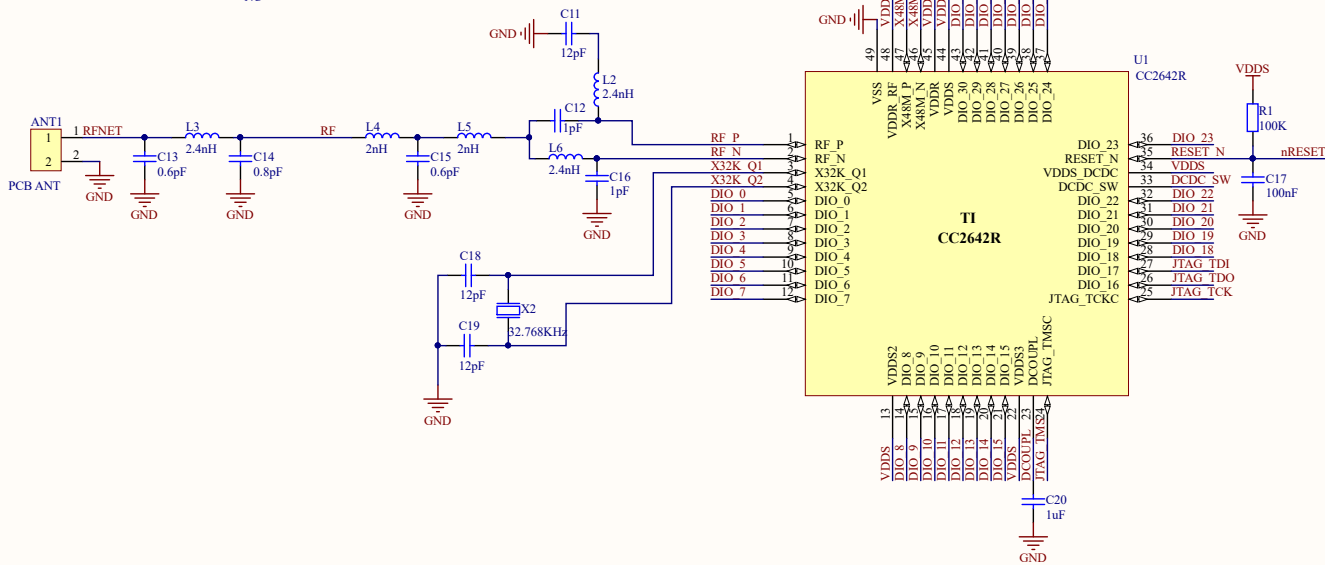 GND
C11
12pF
L2
2.4nH
C12
1pF
ANT1
1
2
PCB ANT
1
RFNET
2
GND
L3
2.4nH
C13
0.6pF
GND
C14
0.8pF
GND
RF
L4
2nH
L5
2nH
C15
0.6pF
GND
L6
2.4nH
C16
1pF
GND
C18
12pF
X2
32.768KHz
C19
12pF
GND
GND
49
48
47
46
45
44
43
42
41
40
39
38
37
VSS
VDDR_RF
X48M_P
X48M_N
VDDR
VDDS
DIO_30
DIO_29
DIO_28
DIO_27
DIO_26
DIO_25
DIO_24
U1
CC2642R
TI
CC2642R
RF_P 1 RF_P
RF_N 2 RF_N
X32K_Q1 3 X32K_Q1
X32K_Q2 4 X32K_Q2
DIO_0 5 DIO_0
DIO_1 6 DIO_1
DIO_2 7 DIO_2
DIO_3 8 DIO_3
DIO_4 9 DIO_4
DIO_5 10 DIO_5
DIO_6 11 DIO_6
DIO_7 12 DIO_7
DIO_23 36 DIO_23
RESET_N 35 RESET_N
VDDS_DCDC 34 VDDS
DCDC_SW 33 DCDC_SW
DIO_22 32 DIO_22
DIO_21 31 DIO_21
DIO_20 30 DIO_20
DIO_19 29 DIO_19
DIO_18 28 DIO_18
DIO_17 27 JTAG_TDI
DIO_16 26 JTAG_TDO
JTAG_TCKC 25 JTAG_TCK
VDDS
R1
100K
nRESET
C17
100nF
GND
VDDS2
DIO_8
DIO_9
DIO_10
DIO_11
DIO_12
DIO_13
DIO_14
DIO_15
VDDS3
DCOUPL
JTAG_TMSC
13
14
15
16
17
18
19
20
21
22
23
24
VDDS
DIO_8
DIO_9
DIO_10
DIO_11
DIO_12
DIO_13
DIO_14
DIO_15
VDDS
DCOUPL
JTAG_TMS
C20
1uF
GND